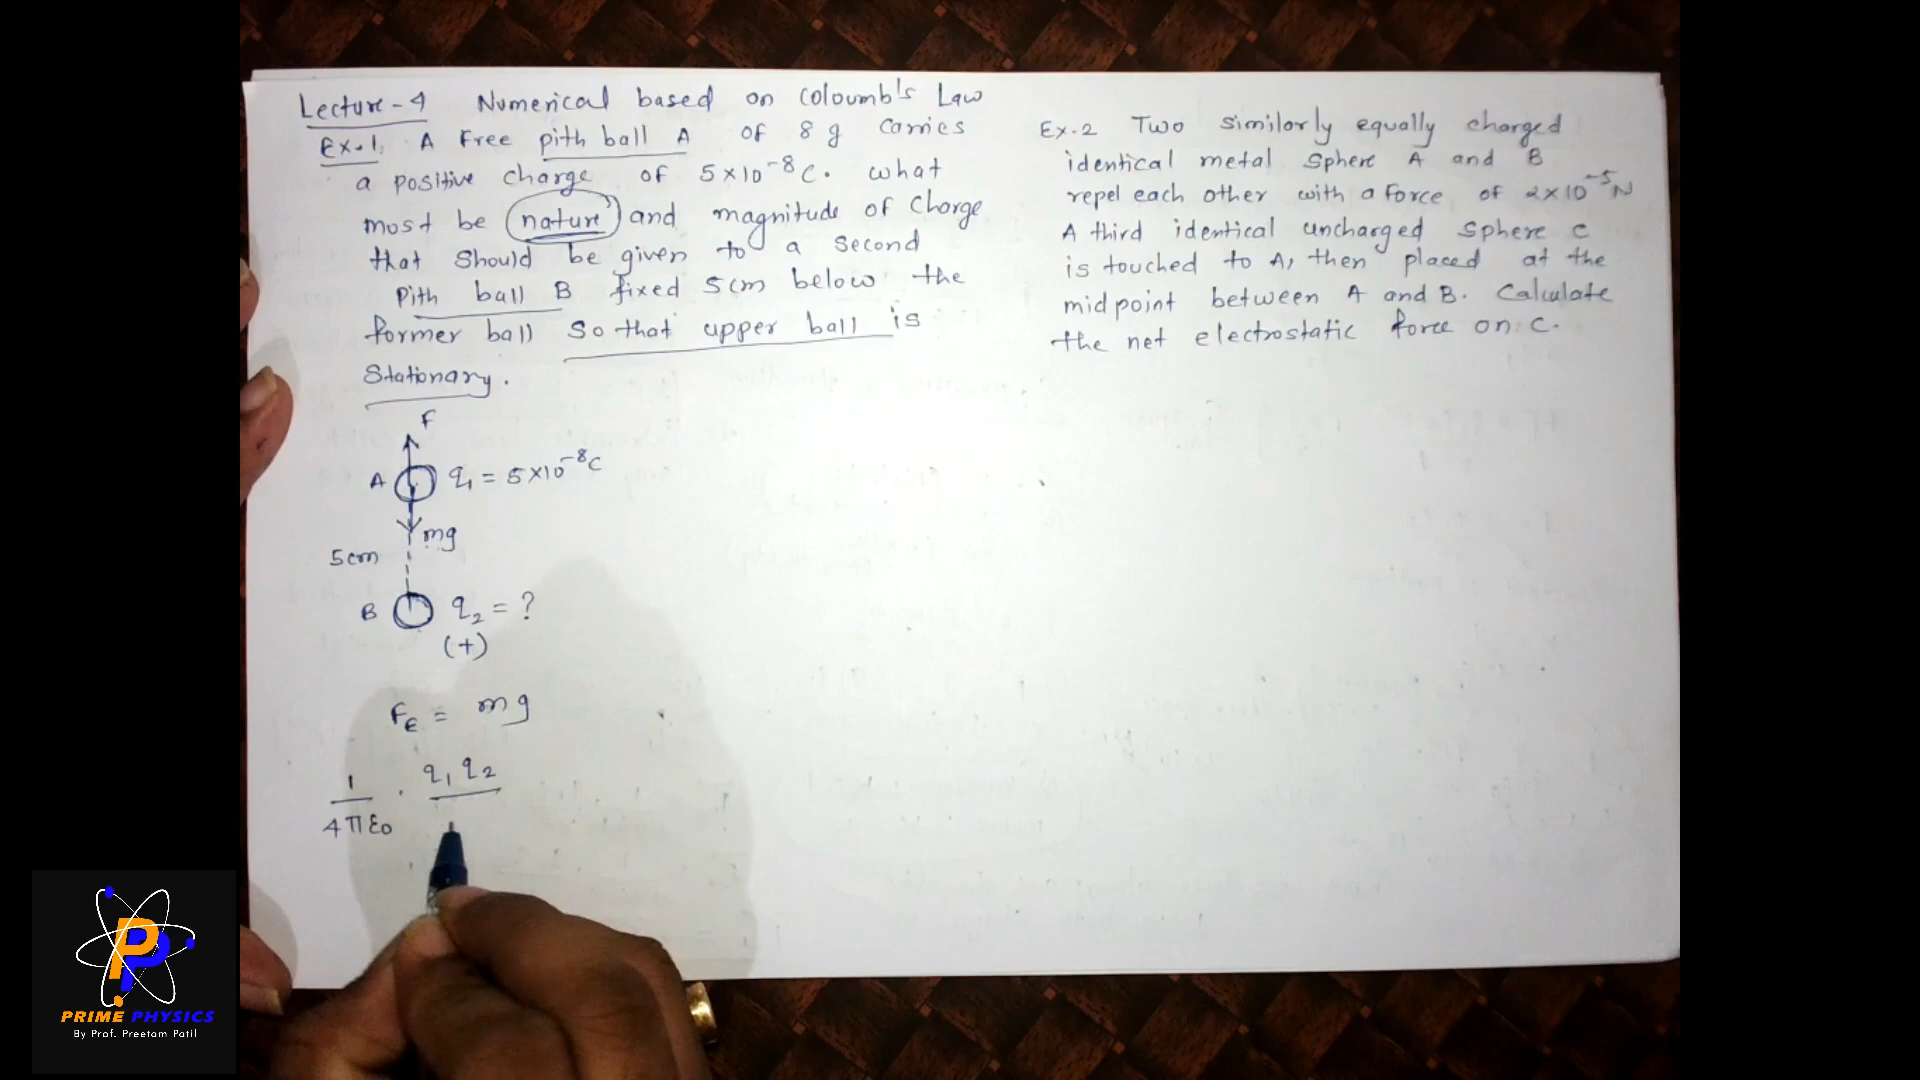 Lecture-4 Numerical based on Coloumb's Law
Ex.1. A Free pith ball A of 8 g carries
a positive charge of 5×10⁻⁸C. what
must be nature and magnitude of charge
that should be given to a second
Pith ball B fixed 5cm below the
former ball so that upper ball is
Stationary.
F
A q₁ = 5×10⁻⁸C
mg
5cm
B q₂ = ?
(+)
F_E = mg
1 q₁ q₂
4πε₀ .
Ex.2 Two similarly equally charged
identical metal sphere A and B
repel each other with a force of 2×10⁻⁵N
A third identical uncharged sphere C
is touched to A, then placed at the
midpoint between A and B. Calculate
the net electrostatic force on C.
PRIME PHYSICS
By Prof. Preetam Patil